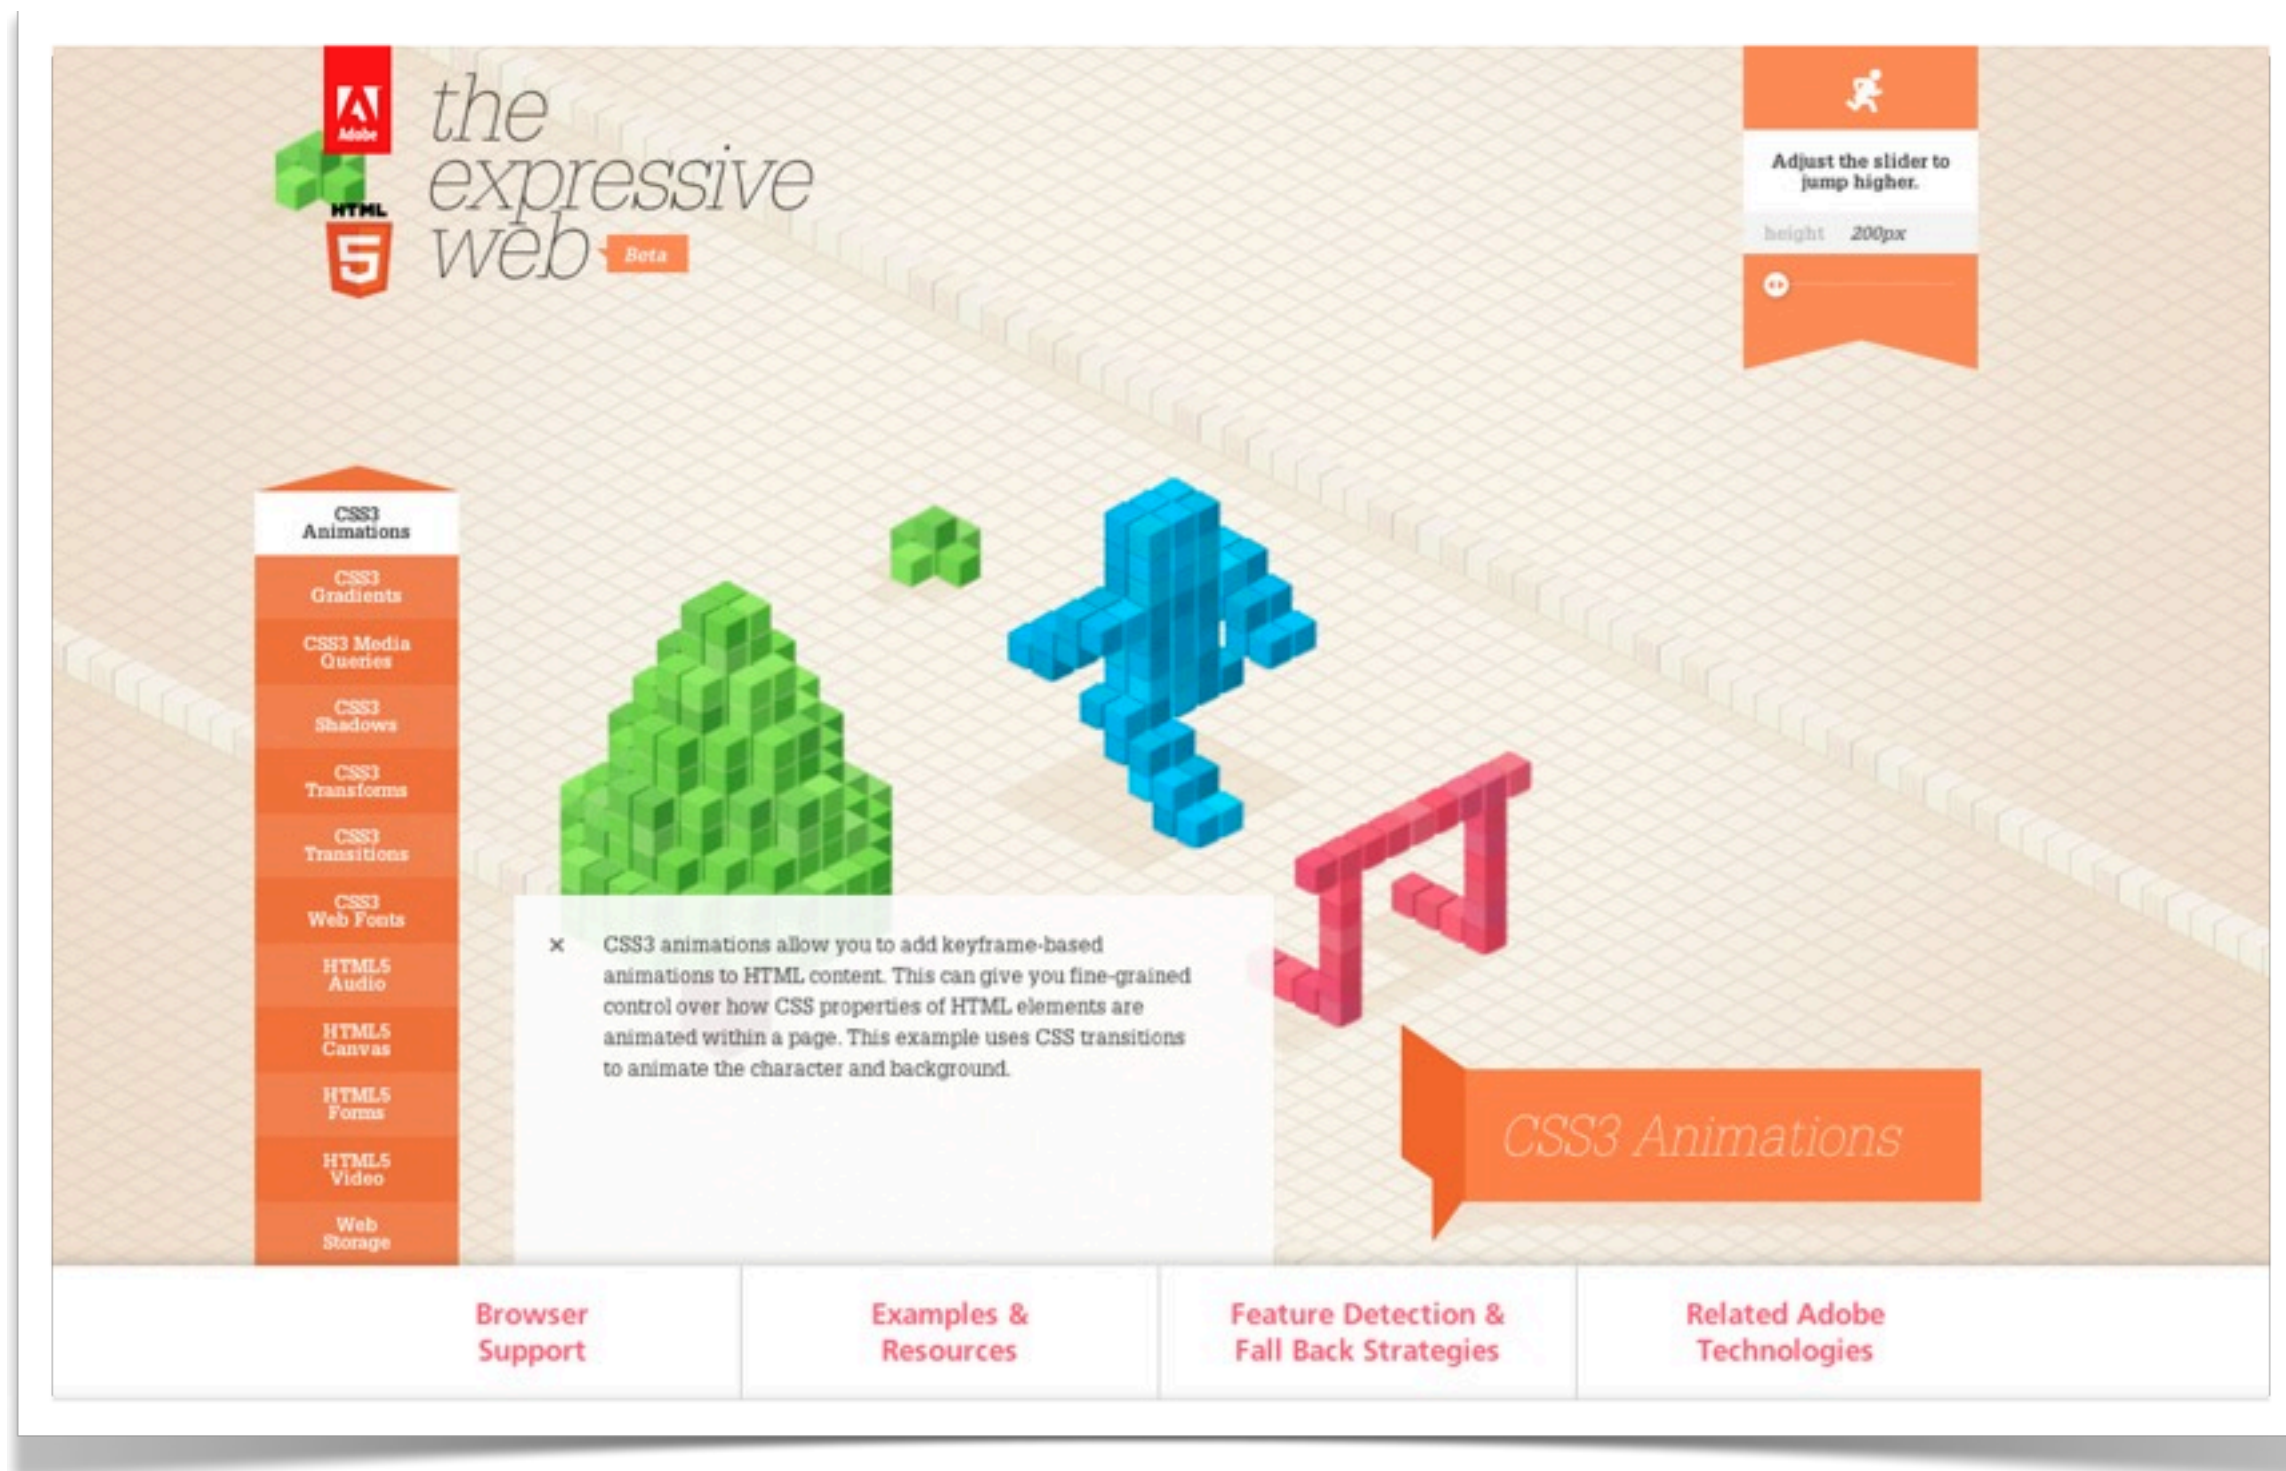 Adobe
HTML
5
the
expressive
web
Beta
Adjust the slider to
jump higher.
height 200px
CSS3
Animations
CSS3
Gradients
CSS3 Media
Queries
CSS3
Shadows
CSS3
Transforms
CSS3
Transitions
CSS3
Web Fonts
HTML5
Audio
HTML5
Canvas
HTML5
Forms
HTML5
Video
Web
Storage
× CSS3 animations allow you to add keyframe-based
animations to HTML content. This can give you fine-grained
control over how CSS properties of HTML elements are
animated within a page. This example uses CSS transitions
to animate the character and background.
CSS3 Animations
Browser
Support
Examples &
Resources
Feature Detection &
Fall Back Strategies
Related Adobe
Technologies